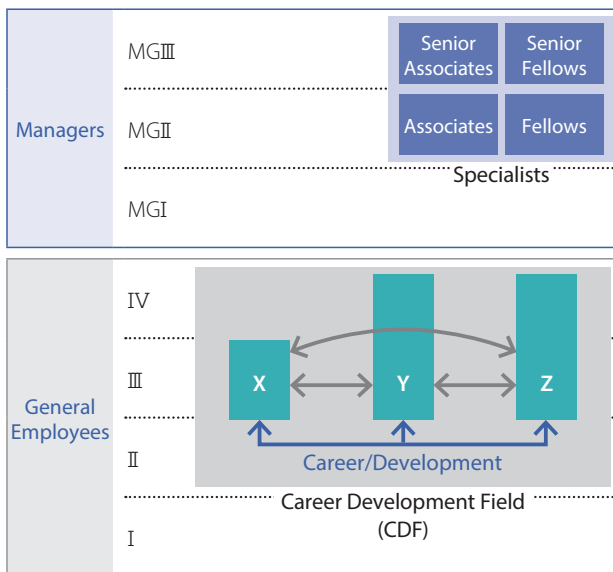 Managers
MGⅢ
MGⅡ
MGⅠ
Senior
Associates
Senior
Fellows
Associates
Fellows
Specialists
General
Employees
Ⅳ
Ⅲ
Ⅱ
Ⅰ
X
Y
Z
Career/Development
Career Development Field
(CDF)